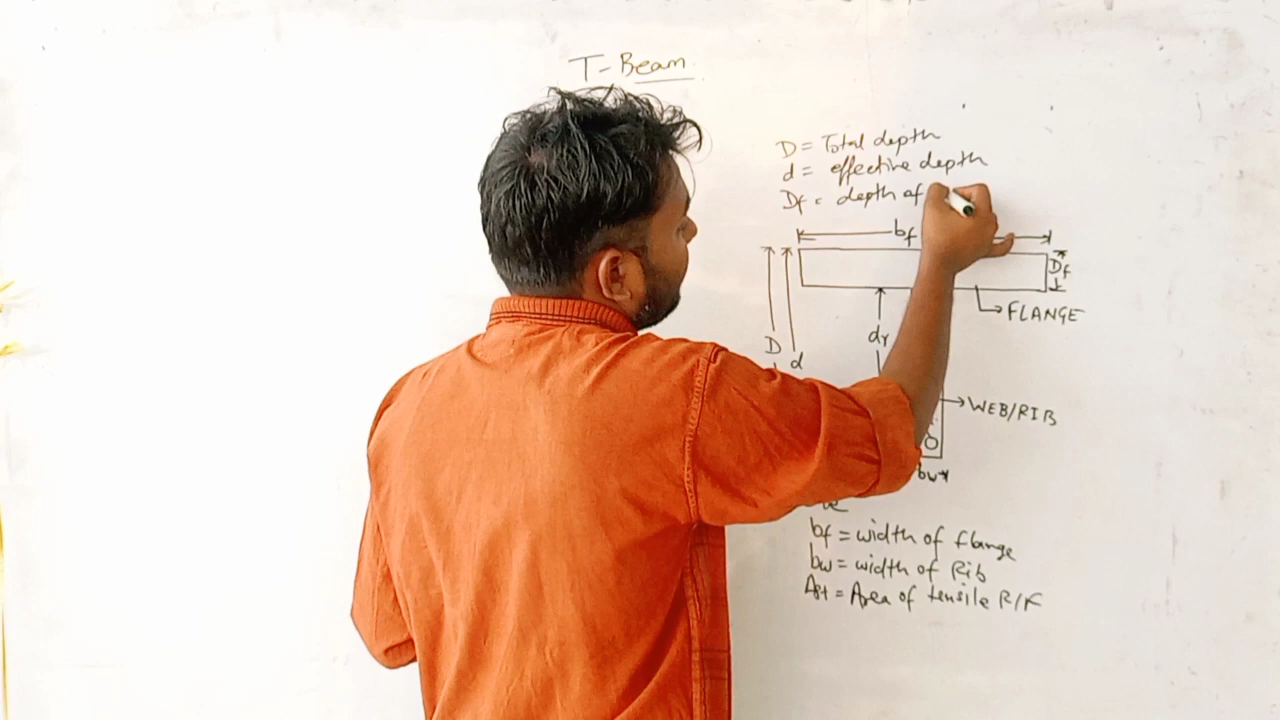 T-Beam.
D = Total depth
d = effective depth
Df = depth of
bf
Df
FLANGE
dr
D
d
WEB/RIB
bw
bf = width of flange
bw = width of Rib
Ast = Area of tensile R/F